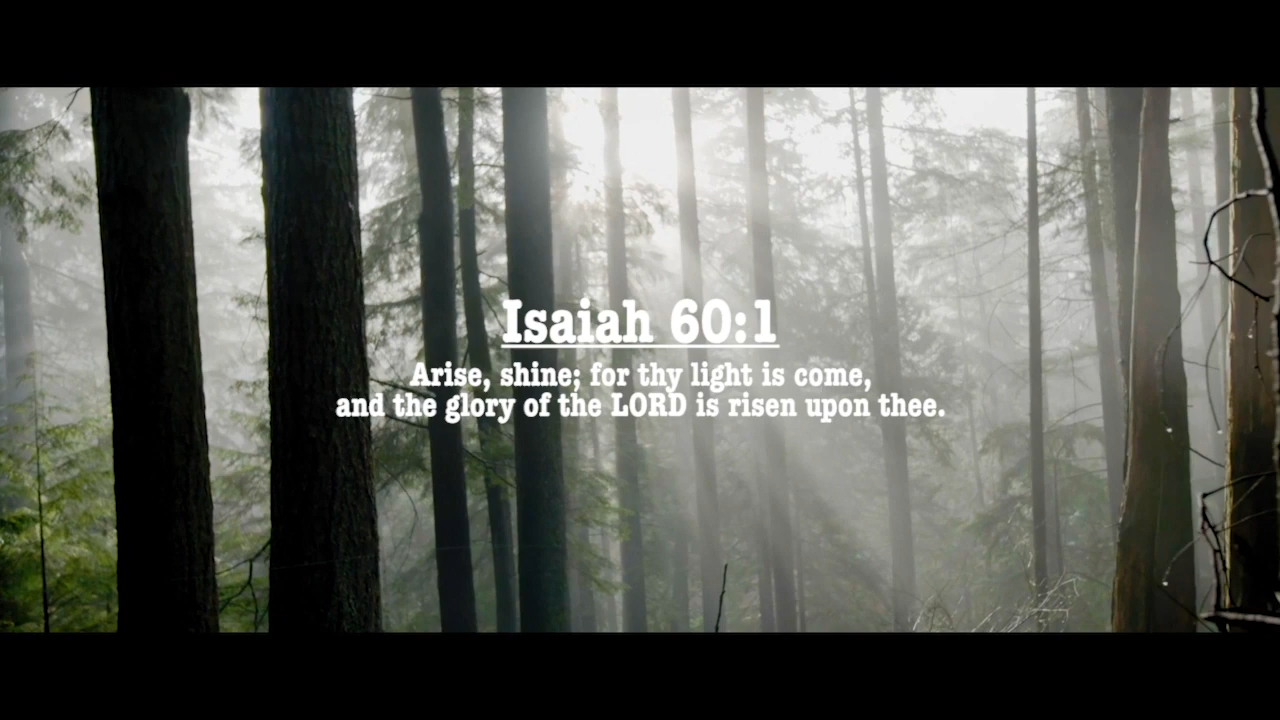 Isaiah 60:1
Arise, shine; for thy light is come,
and the glory of the LORD is risen upon thee.